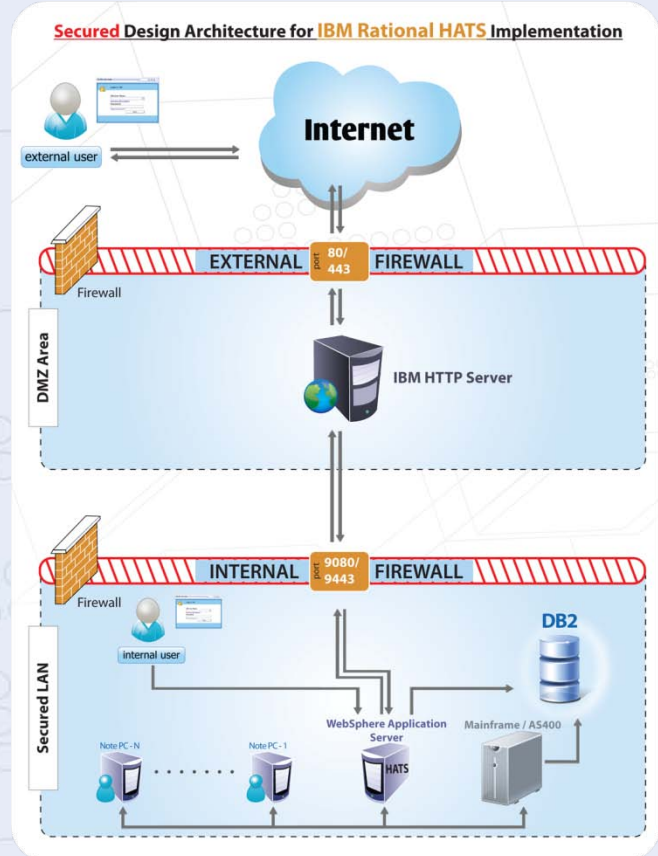 Secured Design Architecture for IBM Rational HATS Implementation
Internet
external user
EXTERNAL port 80/ 443 FIREWALL
Firewall
DMZ Area
IBM HTTP Server
INTERNAL port 9080/ 9443 FIREWALL
Firewall
Secured LAN
internal user
DB2
WebSphere Application
Server
Mainframe / AS400
Note PC - N
Note PC - 1
HATS